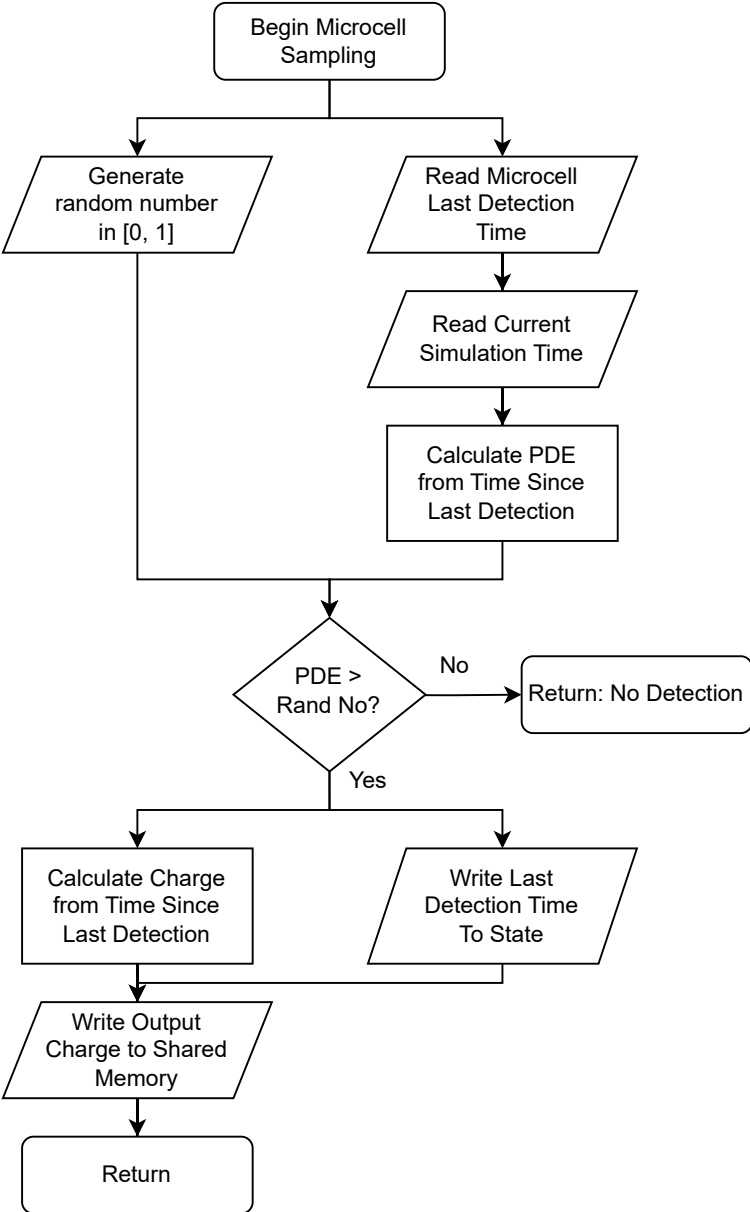 Begin Microcell
Sampling
Generate
random number
in [0, 1]
Read Microcell
Last Detection
Time
Read Current
Simulation Time
Calculate PDE
from Time Since
Last Detection
PDE >
Rand No?
No
Return: No Detection
Yes
Calculate Charge
from Time Since
Last Detection
Write Last
Detection Time
To State
Write Output
Charge to Shared
Memory
Return